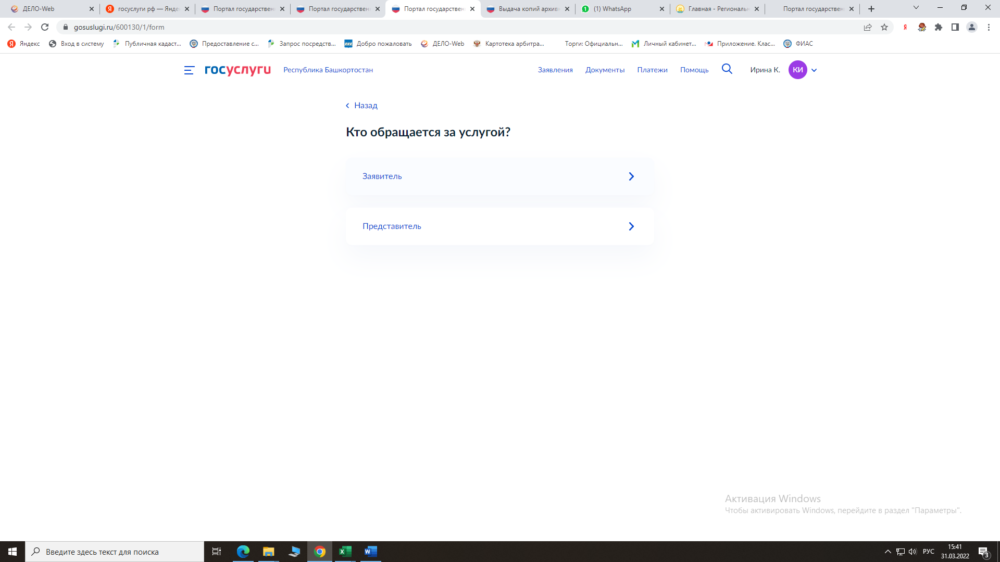 ДЕЛО-Web
госуслуги рф — Янде
Портал государствен
Портал государствен
Портал государствен
Выдача копий архив
(1) WhatsApp
Главная - Региональн
Портал государствен
gosuslugi.ru/600130/1/form
Яндекс
Вход в систему
Публичная кадаст...
Предоставление с...
Запрос посредств...
Добро пожаловать
ДЕЛО-Web
Картотека арбитра...
Торги: Официальн...
Личный кабинет...
Приложение. Клас...
ФИАС
госуслуги
Республика Башкортостан
Заявления
Документы
Платежи
Помощь
Ирина К.
КИ
Назад
Кто обращается за услугой?
Заявитель
Представитель
Активация Windows
Чтобы активировать Windows, перейдите в раздел "Параметры".
Введите здесь текст для поиска
РУС
15:41
31.03.2022
3